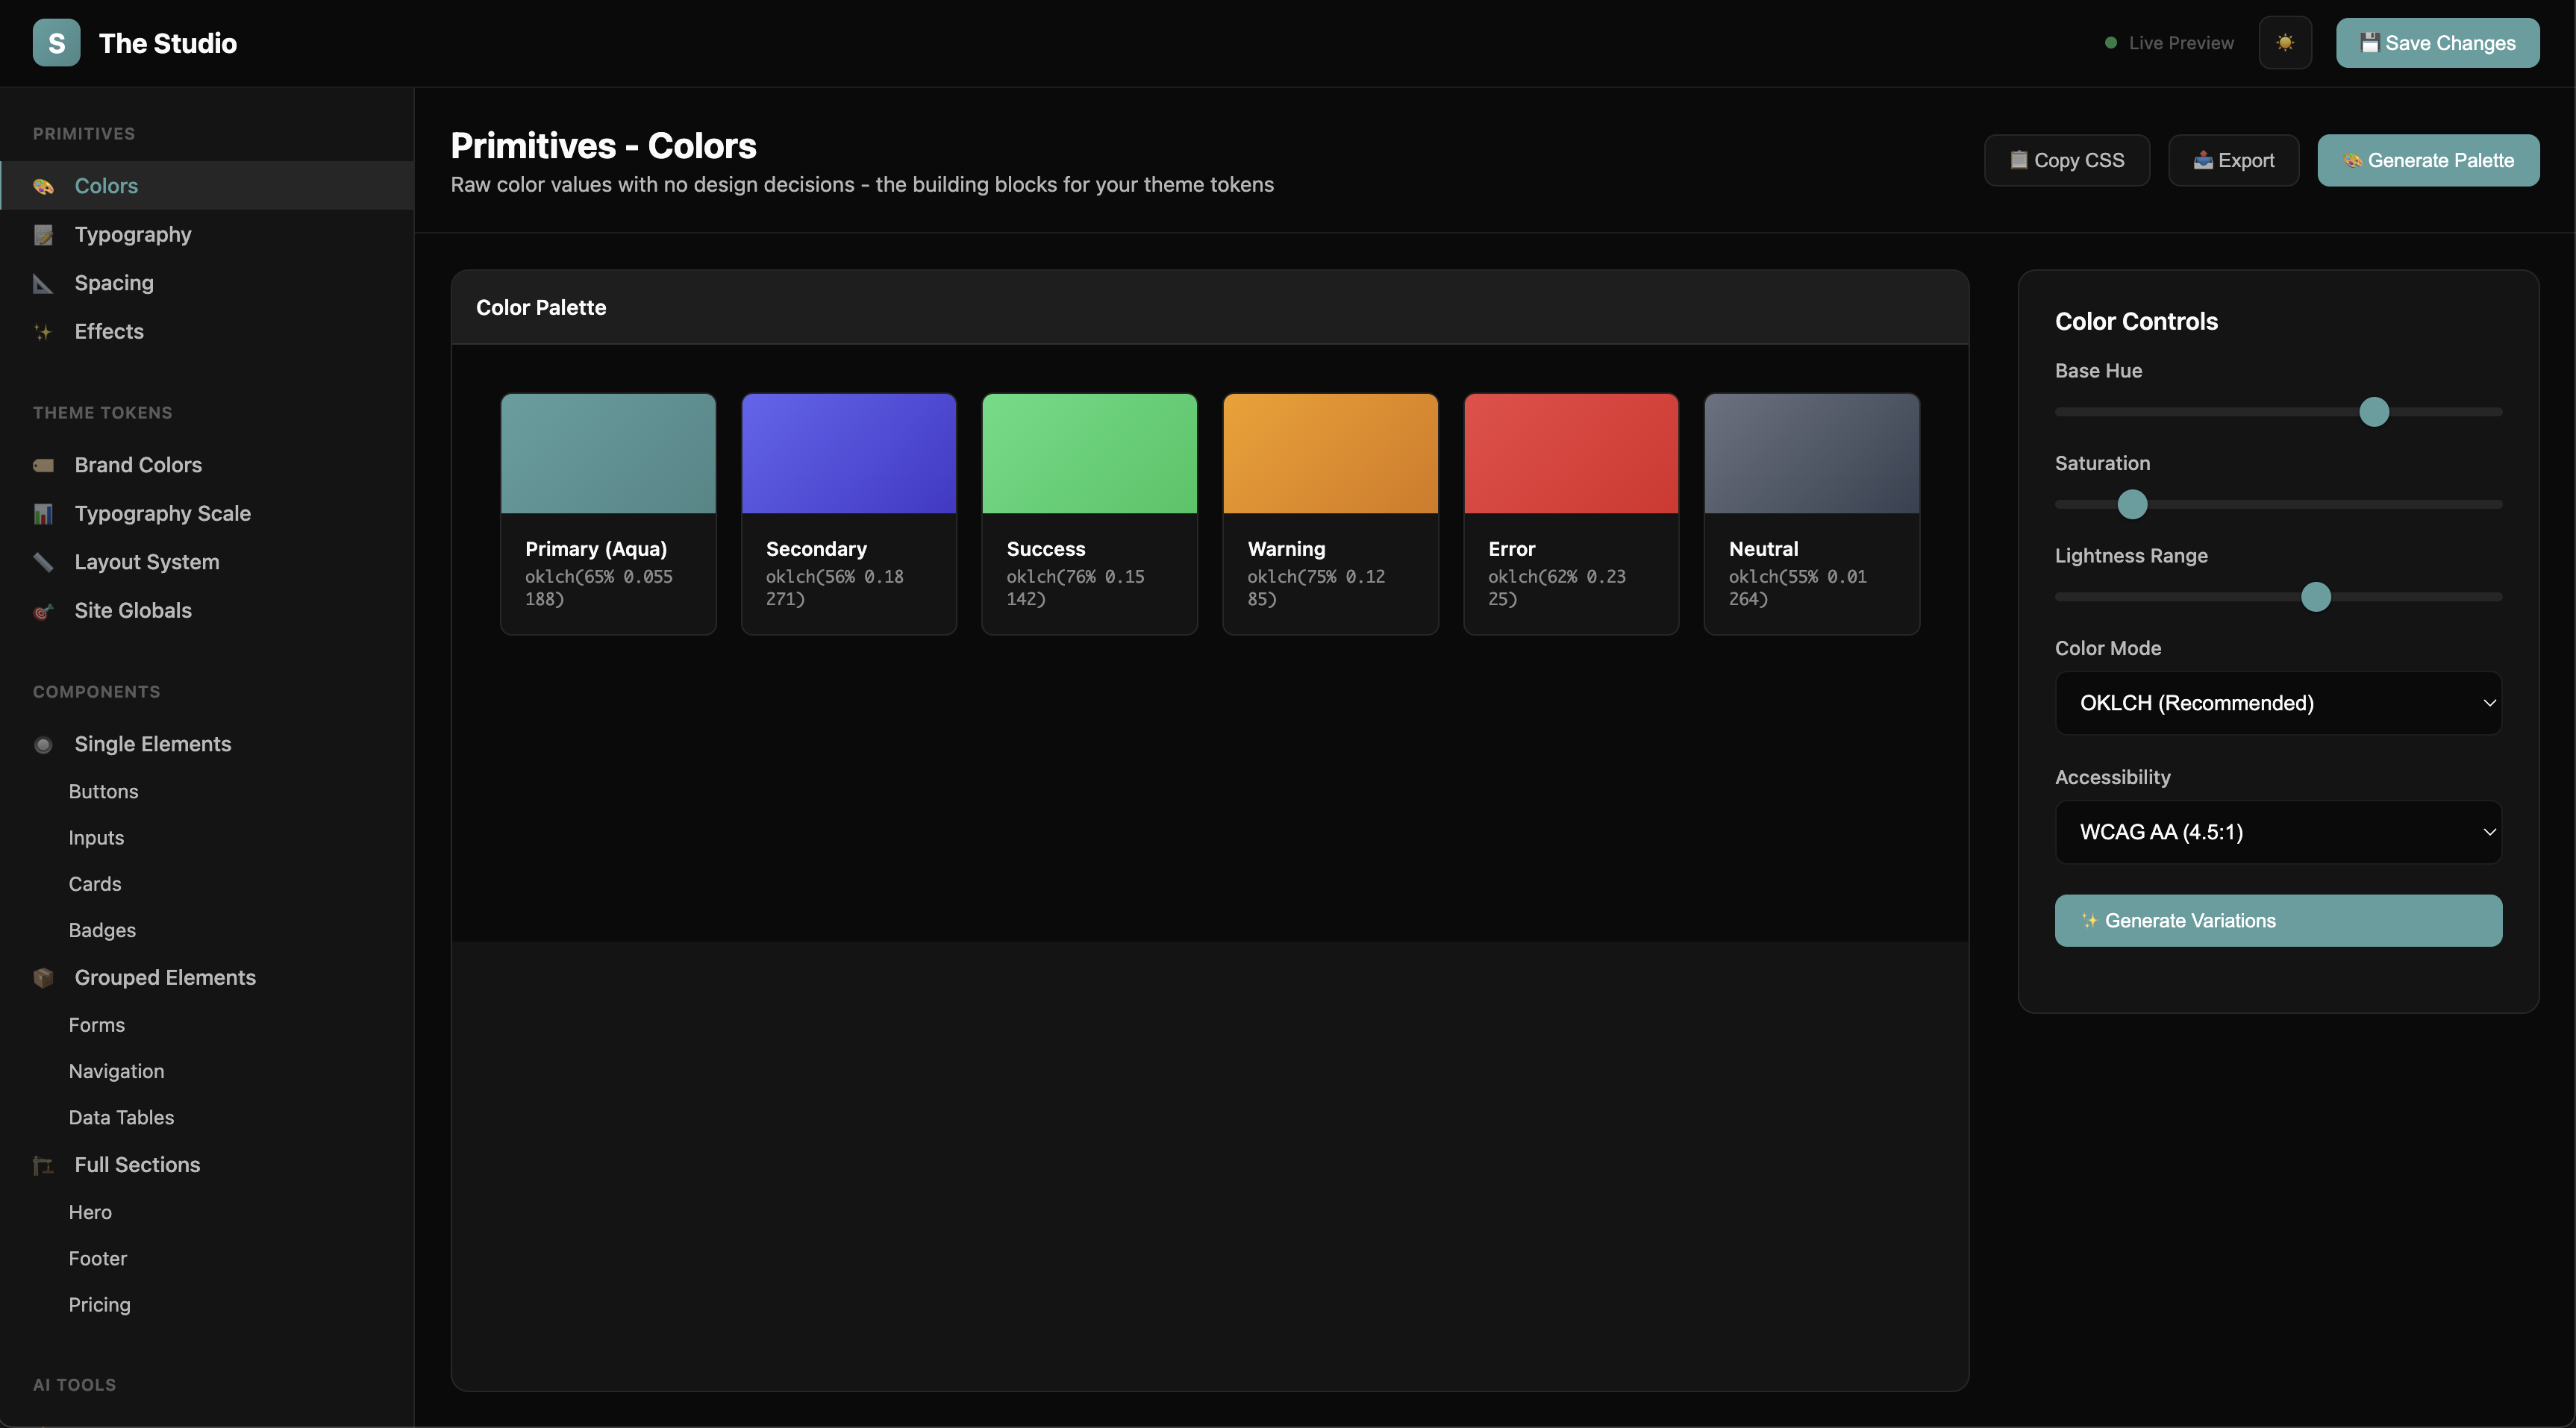 S The Studio
Live Preview
Save Changes
PRIMITIVES
Colors
Typography
Spacing
Effects
THEME TOKENS
Brand Colors
Typography Scale
Layout System
Site Globals
COMPONENTS
Single Elements
Buttons
Inputs
Cards
Badges
Grouped Elements
Forms
Navigation
Data Tables
Full Sections
Hero
Footer
Pricing
AI TOOLS
Primitives - Colors
Raw color values with no design decisions - the building blocks for your theme tokens
Copy CSS
Export
Generate Palette
Color Palette
Primary (Aqua)
oklch(65% 0.055
188)
Secondary
oklch(56% 0.18
271)
Success
oklch(76% 0.15
142)
Warning
oklch(75% 0.12
85)
Error
oklch(62% 0.23
25)
Neutral
oklch(55% 0.01
264)
Color Controls
Base Hue
Saturation
Lightness Range
Color Mode
OKLCH (Recommended)
Accessibility
WCAG AA (4.5:1)
Generate Variations